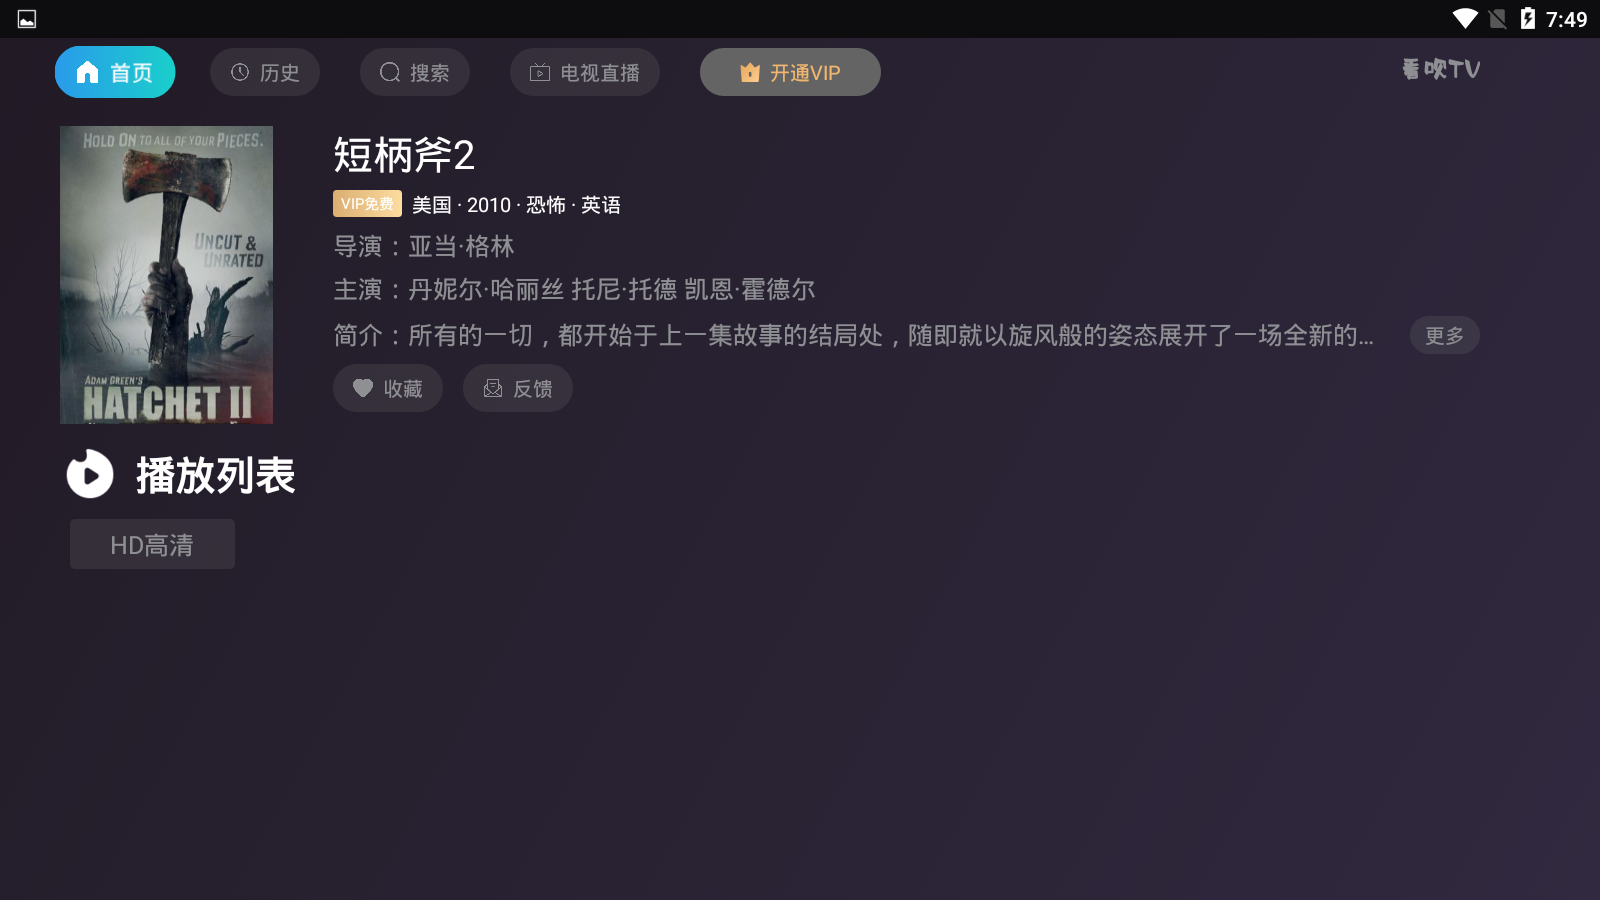 7:49
首页
历史
搜索
电视直播
开通VIP
看呗TV
HOLD ON TO ALL OF YOUR PIECES.
UNCUT &
UNRATED
ADAM GREEN'S
HATCHET II
短柄斧2
VIP免费 美国 · 2010 · 恐怖 · 英语
导演：亚当·格林
主演：丹妮尔·哈丽丝 托尼·托德 凯恩·霍德尔
简介：所有的一切，都开始于上一集故事的结局处，随即就以旋风般的姿态展开了一场全新的...
更多
收藏
反馈
播放列表
HD高清